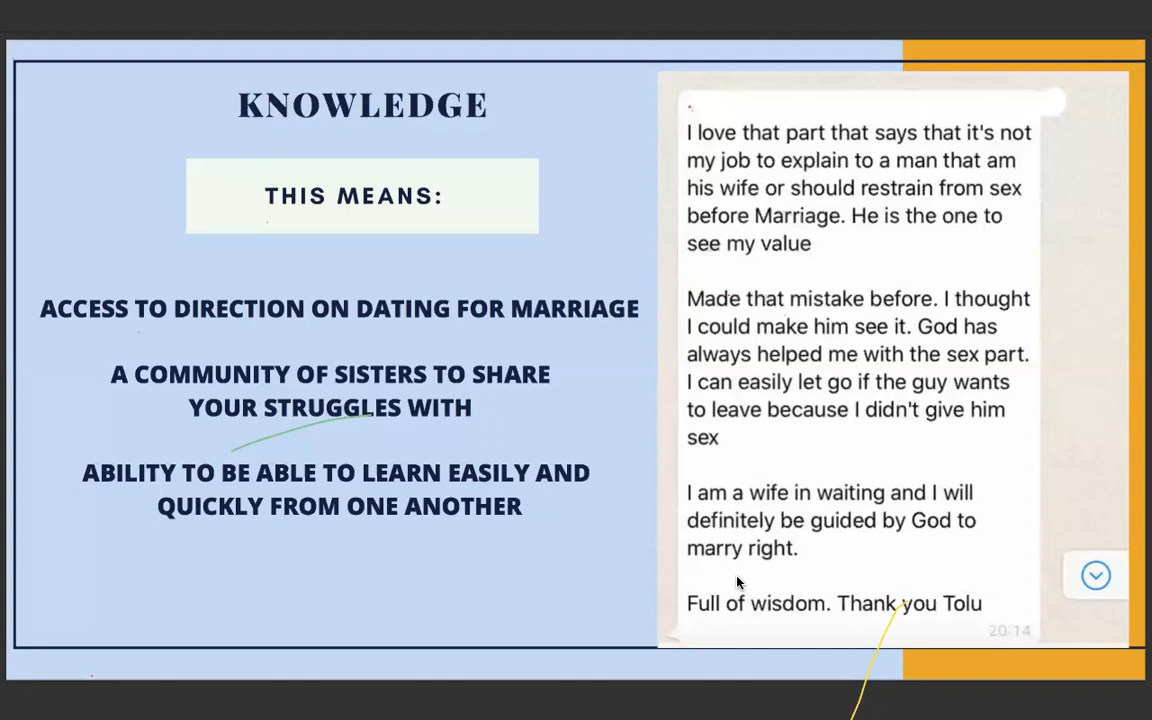 KNOWLEDGE
THIS MEANS:
ACCESS TO DIRECTION ON DATING FOR MARRIAGE
A COMMUNITY OF SISTERS TO SHARE
YOUR STRUGGLES WITH
ABILITY TO BE ABLE TO LEARN EASILY AND
QUICKLY FROM ONE ANOTHER
I love that part that says that it's not
my job to explain to a man that am
his wife or should restrain from sex
before Marriage. He is the one to
see my value
Made that mistake before. I thought
I could make him see it. God has
always helped me with the sex part.
I can easily let go if the guy wants
to leave because I didn't give him
sex
I am a wife in waiting and I will
definitely be guided by God to
marry right.
Full of wisdom. Thank you Tolu
20:14